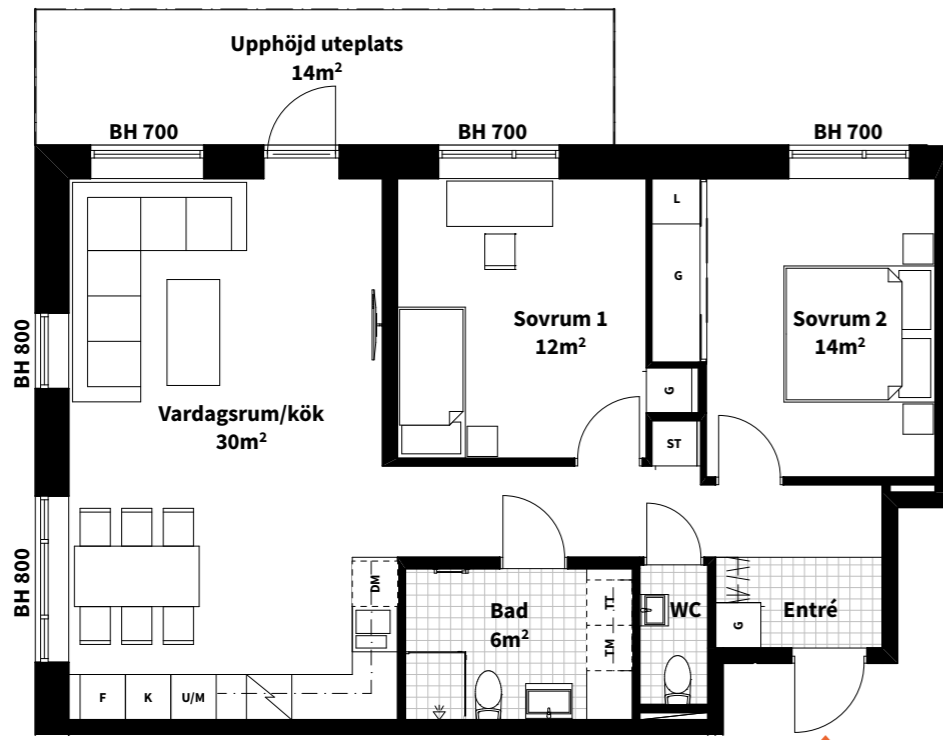 Upphöjd uteplats
14m²
BH 700
BH 700
BH 700
L
G
Sovrum 1
12m²
Sovrum 2
14m²
BH 800
G
Vardagsrum/kök
30m²
ST
BH 800
DM
Bad
6m²
TT
TM
WC
G
Entré
F
K
U/M